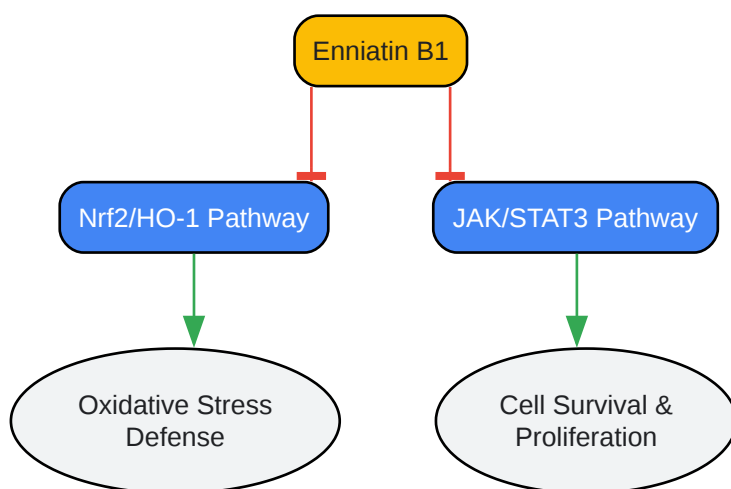 Enniatin B1
Nrf2/HO-1 Pathway
JAK/STAT3 Pathway
Oxidative Stress
Defense
Cell Survival &
Proliferation